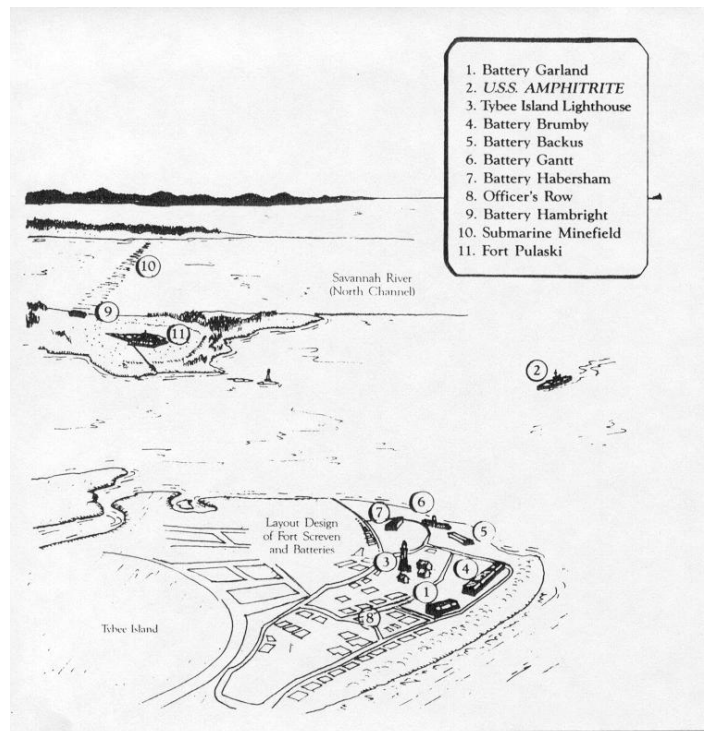 1. Battery Garland
2. U.S.S. AMPHITRITE
3. Tybee Island Lighthouse
4. Battery Brumby
5. Battery Backus
6. Battery Gantt
7. Battery Habersham
8. Officer's Row
9. Battery Hambright
10. Submarine Minefield
11. Fort Pulaski
10
Savannah River
(North Channel)
9
11
2
6
7
Layout Design
of Fort Screven
and Batteries
5
3
4
1
8
Tybee Island